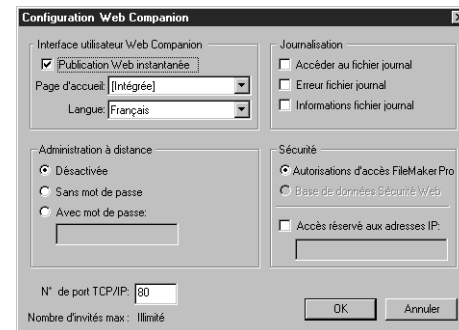 Configuration Web Companion
Interface utilisateur Web Companion
Publication Web instantanée
Page d'accueil: [Intégrée]
Langue: Français
Journalisation
Accéder au fichier journal
Erreur fichier journal
Informations fichier journal
Administration à distance
Désactivée
Sans mot de passe
Avec mot de passe:
Sécurité
Autorisations d'accès FileMaker Pro
Base de données Sécurité Web
Accès réservé aux adresses IP:
N° de port TCP/IP: 80
Nombre d'invités max : Illimité
OK
Annuler